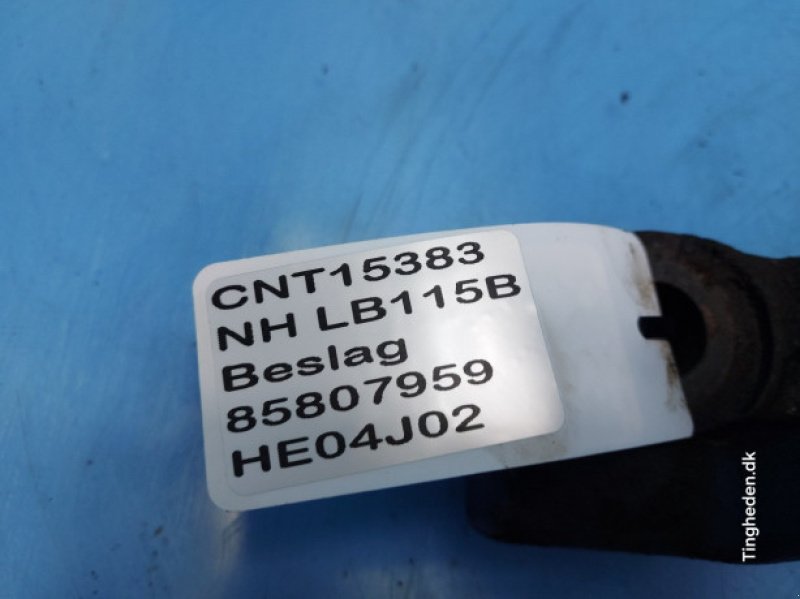 CNT15383
NH LB115B
Beslag
85807959
HE04J02
Tingheden.dk